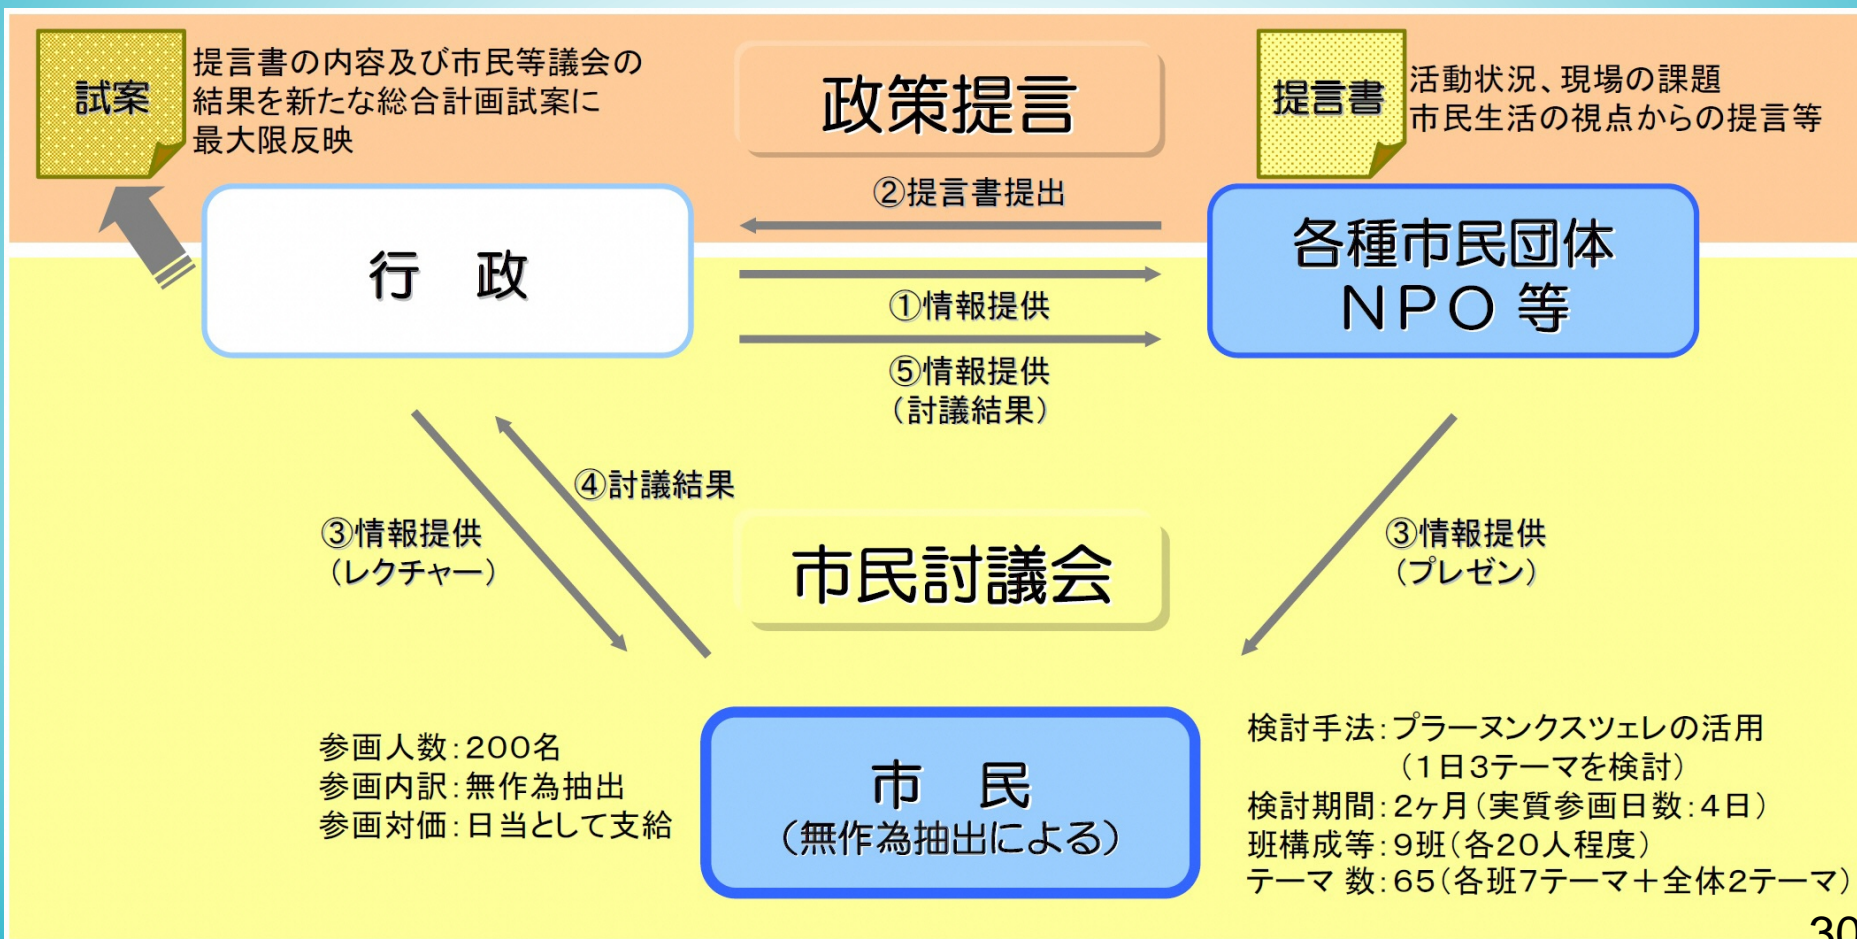 試案
提言書の内容及び市民等議会の
結果を新たな総合計画試案に
最大限反映
政策提言
提言書
活動状況、現場の課題
市民生活の視点からの提言等
②提言書提出
行 政
各種市民団体
NPO 等
①情報提供
⑤情報提供
（討議結果）
④討議結果
③情報提供
（レクチャー）
市民討議会
③情報提供
（プレゼン）
参画人数：200名
参画内訳：無作為抽出
参画対価：日当として支給
市 民
（無作為抽出による）
検討手法：プラーヌンクスツェレの活用
（1日3テーマを検討）
検討期間：2ヶ月（実質参画日数：4日）
班構成等：9班（各20人程度）
テーマ 数：65（各班7テーマ＋全体2テーマ）
30